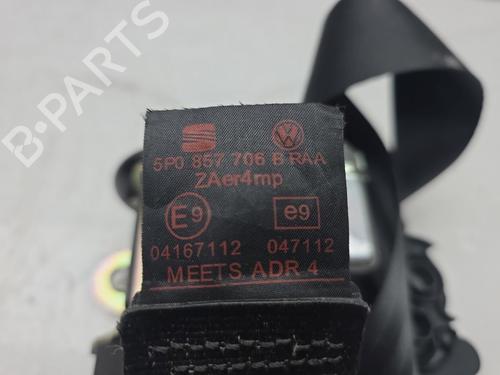 5P0 857 706 B RAA
ZAer4mp
E9 e9
04167112 047112
MEETS ADR 4
B-PARTS